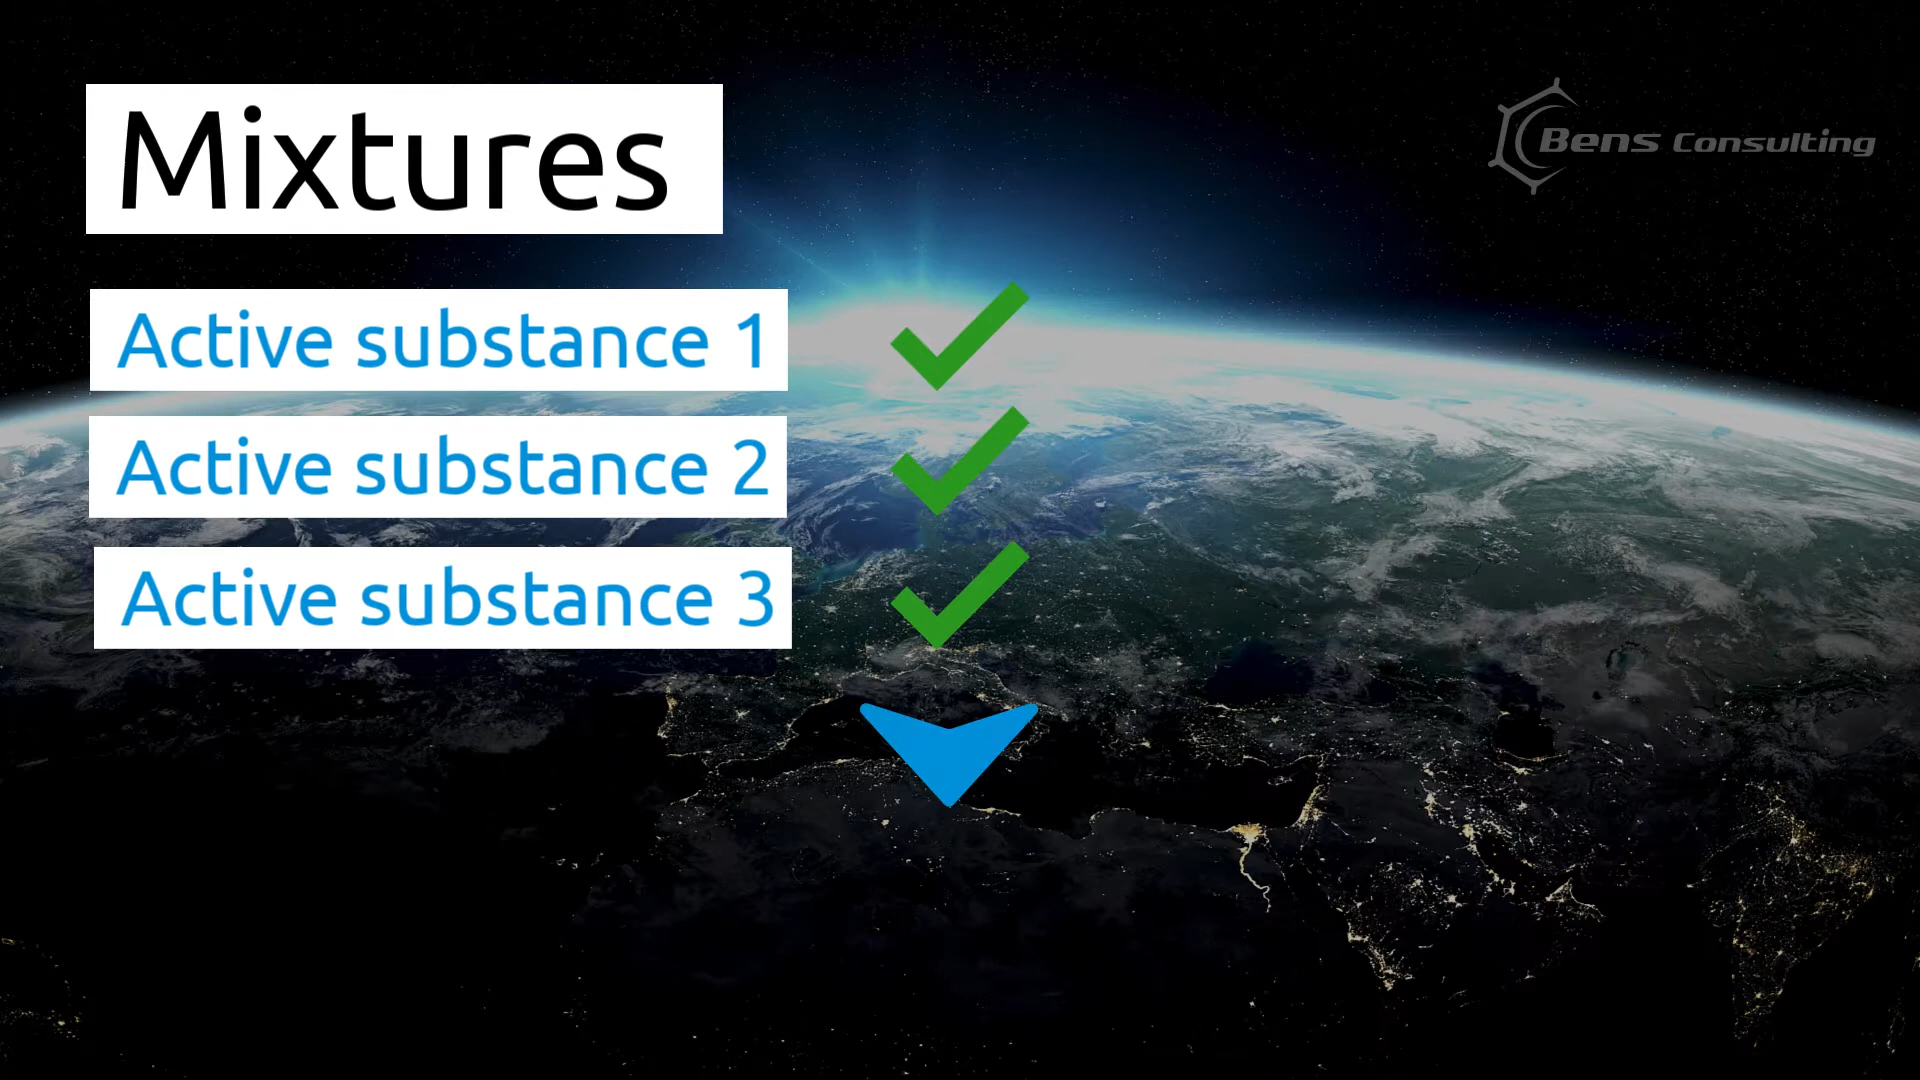 Mixtures
Bens Consulting
Active substance 1
Active substance 2
Active substance 3